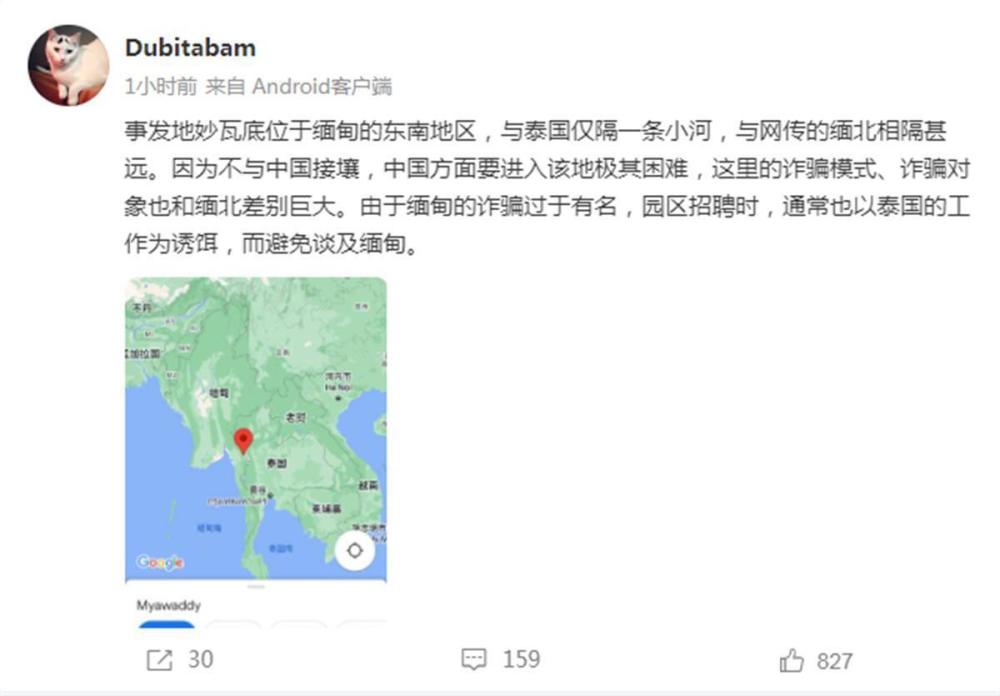 Dubitabam
1小时前 来自 Android客户端
事发地妙瓦底位于缅甸的东南地区，与泰国仅隔一条小河，与网传的缅北相隔甚
远。因为不与中国接壤，中国方面要进入该地极其困难，这里的诈骗模式、诈骗对
象也和缅北差别巨大。由于缅甸的诈骗过于有名，园区招聘时，通常也以泰国的工
作为诱饵，而避免谈及缅甸。
不丹
孟加拉国
缅甸
河内市
Ha Noi
老挝
泰国
曼谷
越南
柬埔寨
缅甸海
泰国湾
Google
Myawaddy
30
159
827